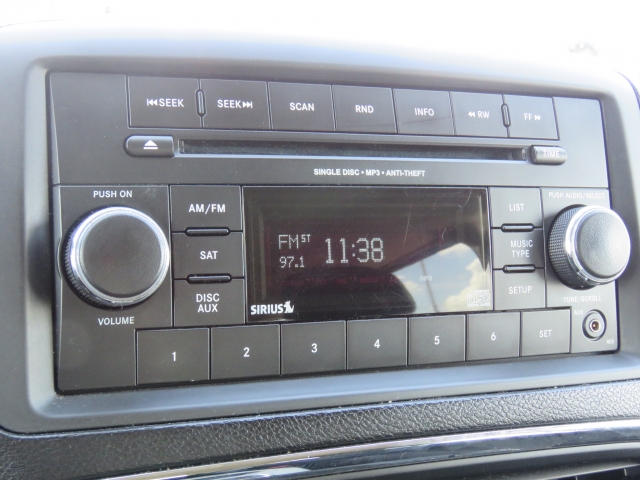 SEEK SEEK SCAN RND INFO RW FF
TIME
SINGLE DISC • MP3 • ANTI-THEFT
PUSH ON
VOLUME
AM/FM
SAT
DISC
AUX
FM ST
97.1
11:38
SIRIUS
LIST
MUSIC
TYPE
SETUP
PUSH AUDIO/SELECT
TUNE/SCROLL
1 2 3 4 5 6 SET
AUX